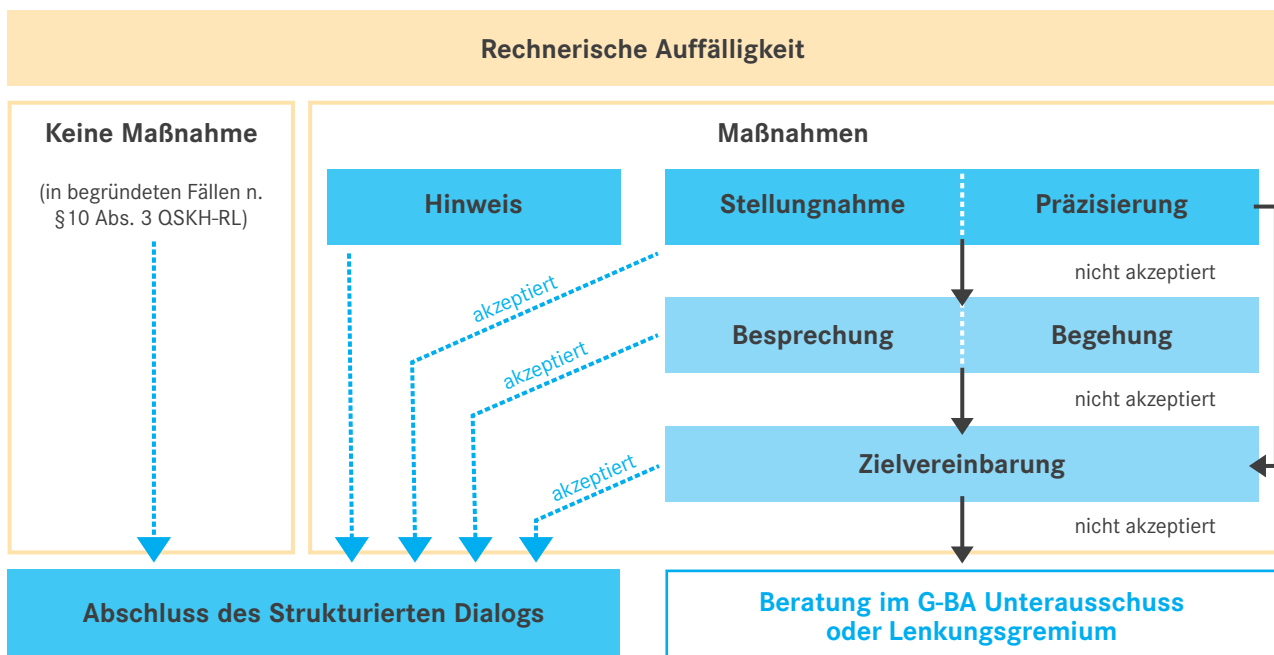 Rechnerische Auffälligkeit
Keine Maßnahme
(in begründeten Fällen n.
§ 10 Abs. 3 QSKH-RL)
Maßnahmen
Hinweis
Stellungnahme
Präzisierung
akzeptiert
nicht akzeptiert
Besprechung
Begehung
akzeptiert
nicht akzeptiert
Zielvereinbarung
akzeptiert
nicht akzeptiert
Abschluss des Strukturierten Dialogs
Beratung im G-BA Unterausschuss
oder Lenkungsgremium